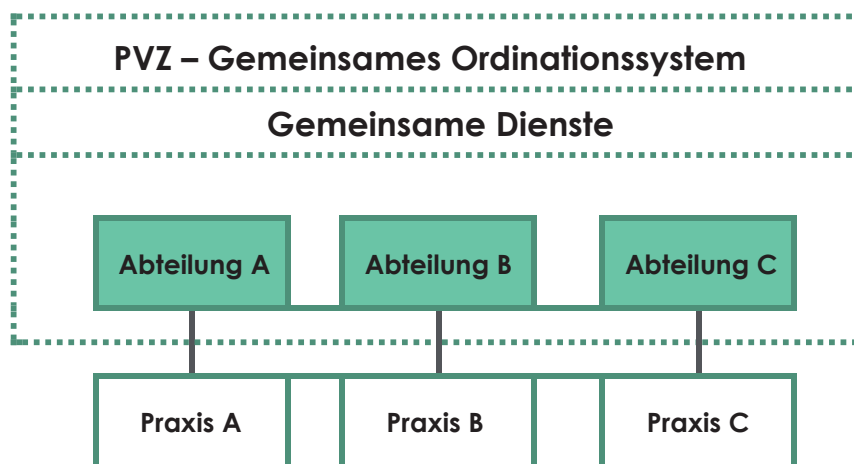 PVZ – Gemeinsames Ordinationssystem
Gemeinsame Dienste
Abteilung A
Abteilung B
Abteilung C
Praxis A
Praxis B
Praxis C